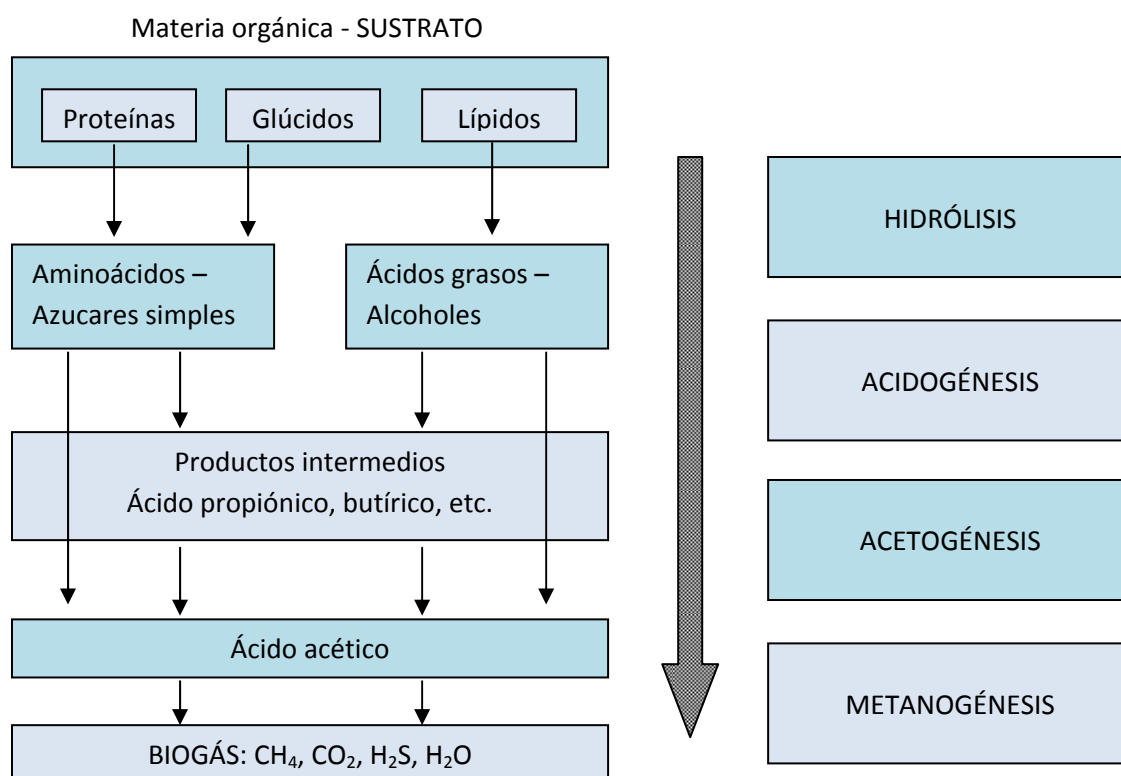 Materia orgánica - SUSTRATO
Proteínas
Glúcidos
Lípidos
Aminoácidos –
Azucares simples
Ácidos grasos –
Alcoholes
Productos intermedios
Ácido propiónico, butírico, etc.
Ácido acético
BIOGÁS: CH₄, CO₂, H₂S, H₂O
HIDRÓLISIS
ACIDOGÉNESIS
ACETOGÉNESIS
METANOGÉNESIS